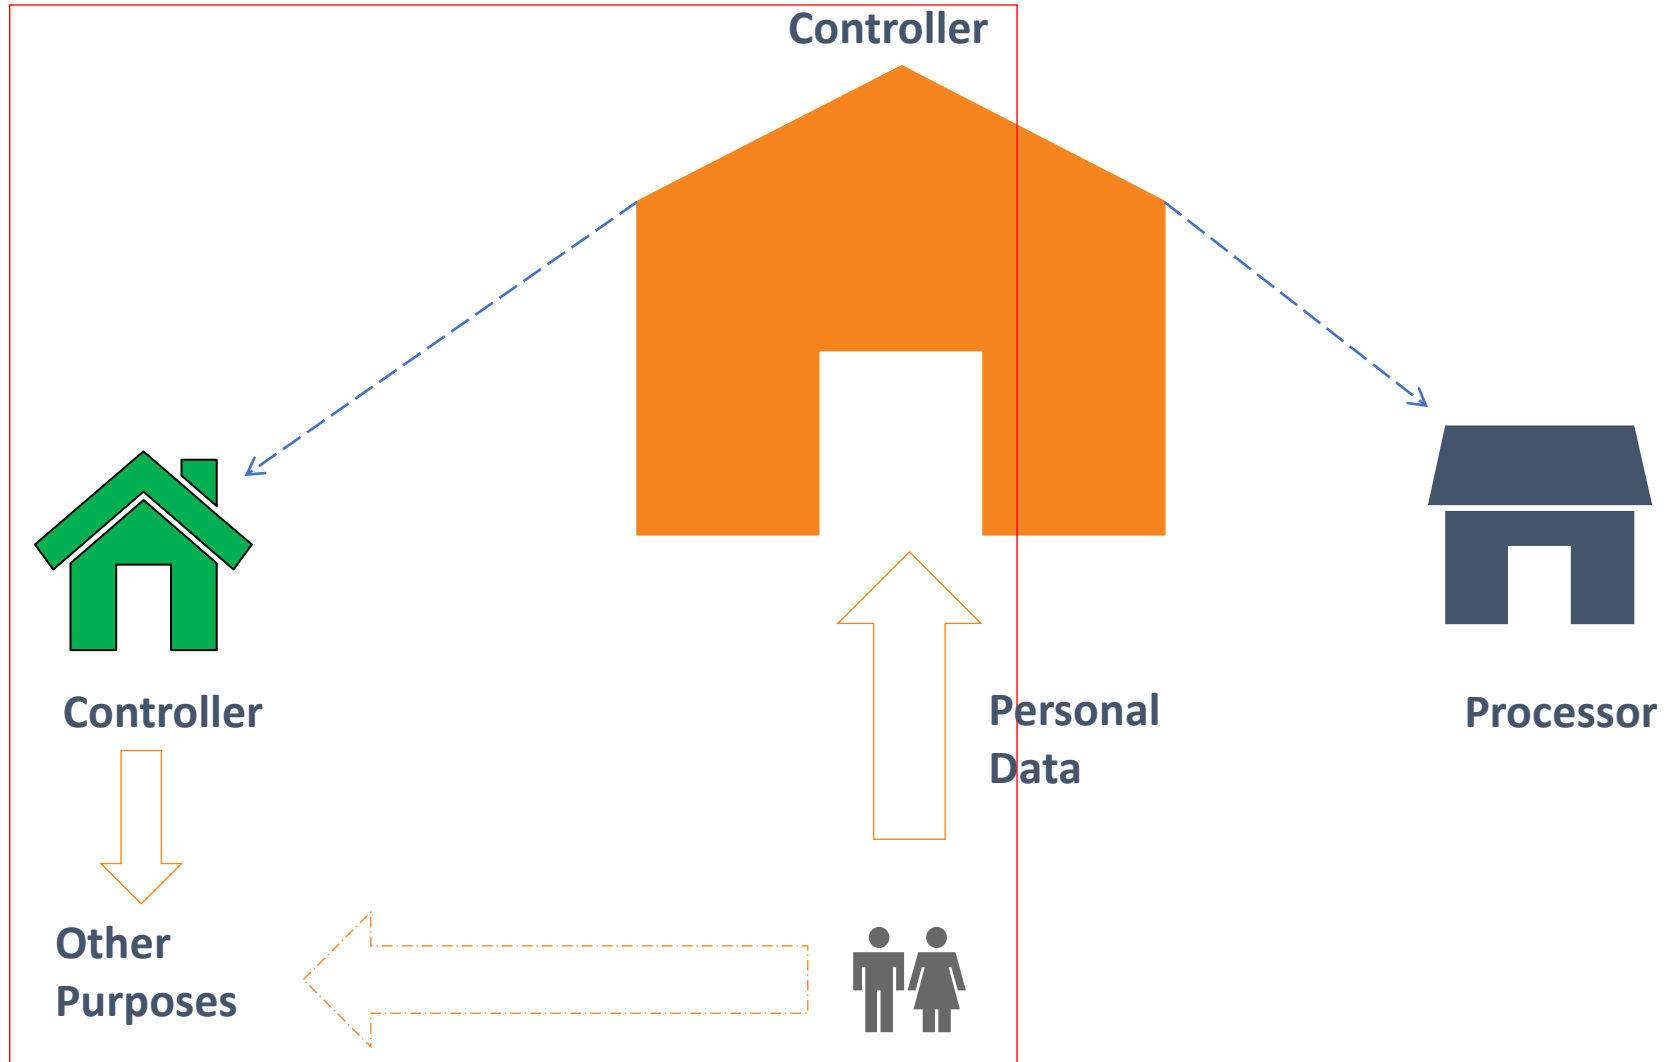 Controller
Controller
Personal
Data
Processor
Other
Purposes